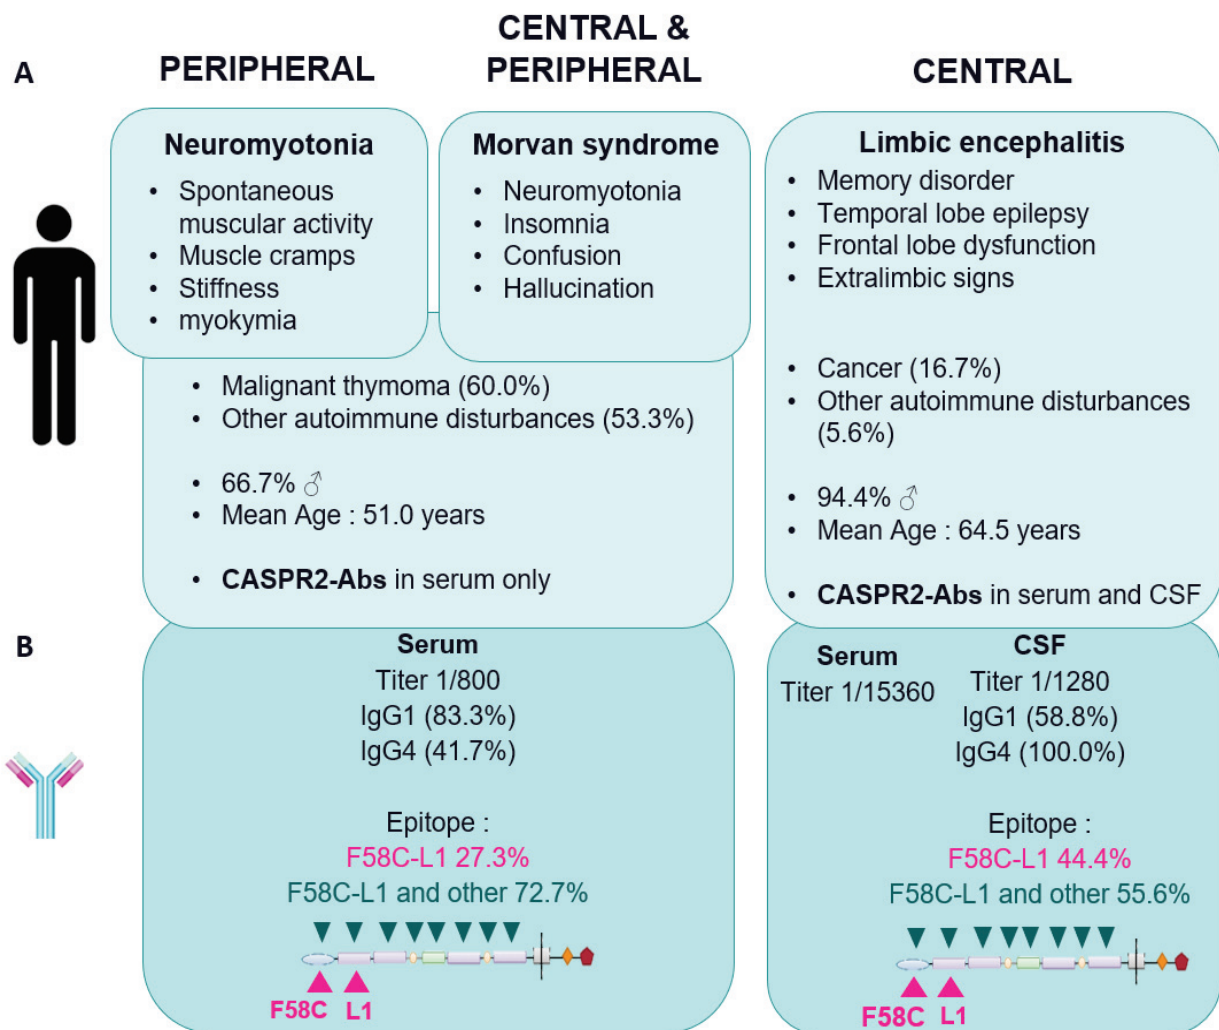 A
PERIPHERAL
CENTRAL &
PERIPHERAL
CENTRAL
Neuromyotonia
• Spontaneous
muscular activity
• Muscle cramps
• Stiffness
• myokymia
Morvan syndrome
• Neuromyotonia
• Insomnia
• Confusion
• Hallucination
• Malignant thymoma (60.0%)
• Other autoimmune disturbances (53.3%)
• 66.7% ♂
• Mean Age : 51.0 years
• CASPR2-Abs in serum only
Limbic encephalitis
• Memory disorder
• Temporal lobe epilepsy
• Frontal lobe dysfunction
• Extralimbic signs
• Cancer (16.7%)
• Other autoimmune disturbances
(5.6%)
• 94.4% ♂
• Mean Age : 64.5 years
• CASPR2-Abs in serum and CSF
B
Serum
Titer 1/800
IgG1 (83.3%)
IgG4 (41.7%)
Epitope :
F58C-L1 27.3%
F58C-L1 and other 72.7%
F58C L1
Serum
Titer 1/15360
CSF
Titer 1/1280
IgG1 (58.8%)
IgG4 (100.0%)
Epitope :
F58C-L1 44.4%
F58C-L1 and other 55.6%
F58C L1